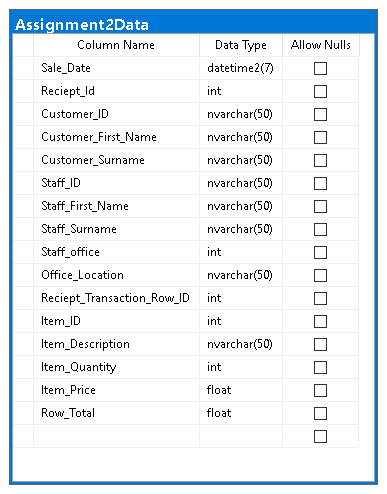 Assignment2Data
Column Name Data Type Allow Nulls
Sale_Date datetime2(7)
Reciept_Id int
Customer_ID nvarchar(50)
Customer_First_Name nvarchar(50)
Customer_Surname nvarchar(50)
Staff_ID nvarchar(50)
Staff_First_Name nvarchar(50)
Staff_Surname nvarchar(50)
Staff_office int
Office_Location nvarchar(50)
Reciept_Transaction_Row_ID int
Item_ID int
Item_Description nvarchar(50)
Item_Quantity int
Item_Price float
Row_Total float